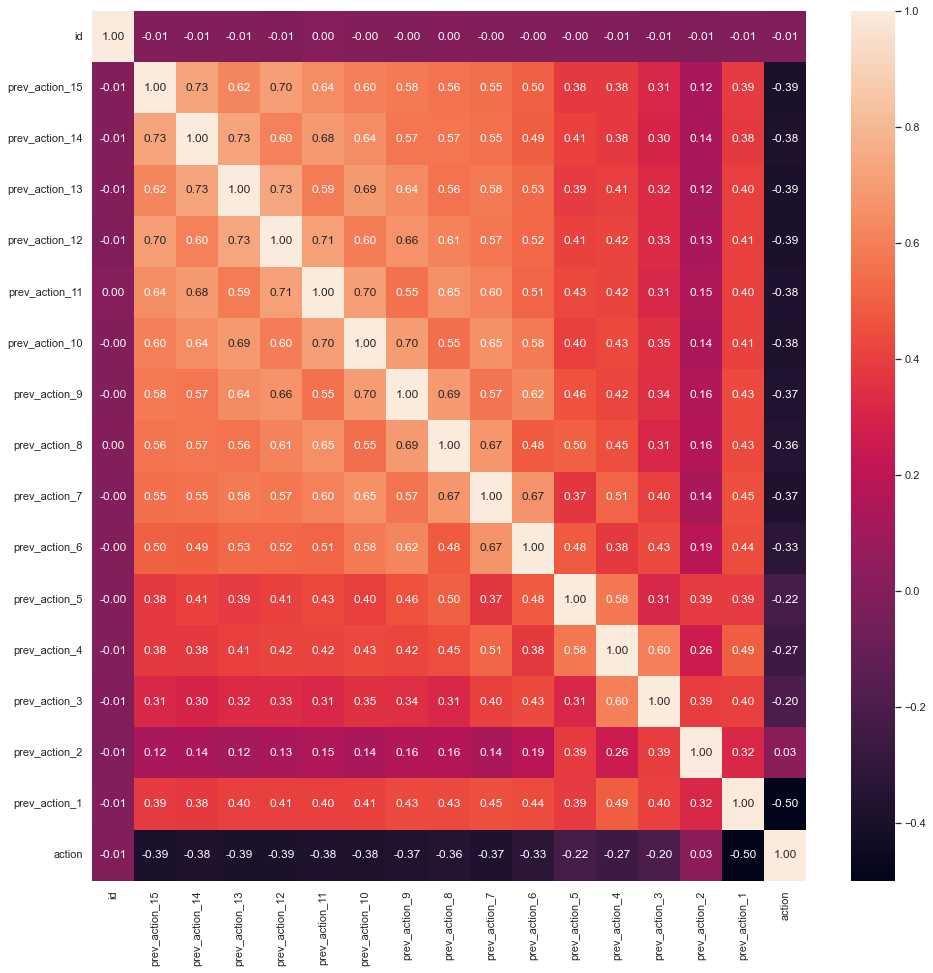 id 1.00 -0.01 -0.01 -0.01 -0.01 0.00 -0.00 -0.00 0.00 -0.00 -0.00 -0.00 -0.01 -0.01 -0.01 -0.01 -0.01
prev_action_15 -0.01 1.00 0.73 0.62 0.70 0.64 0.60 0.58 0.56 0.55 0.50 0.38 0.38 0.31 0.12 0.39 -0.39
prev_action_14 -0.01 0.73 1.00 0.73 0.60 0.68 0.64 0.57 0.57 0.55 0.49 0.41 0.38 0.30 0.14 0.38 -0.38
prev_action_13 -0.01 0.62 0.73 1.00 0.73 0.59 0.69 0.64 0.56 0.58 0.53 0.39 0.41 0.32 0.12 0.40 -0.39
prev_action_12 -0.01 0.70 0.60 0.73 1.00 0.71 0.60 0.66 0.61 0.57 0.52 0.41 0.42 0.33 0.13 0.41 -0.39
prev_action_11 0.00 0.64 0.68 0.59 0.71 1.00 0.70 0.55 0.65 0.60 0.51 0.43 0.42 0.31 0.15 0.40 -0.38
prev_action_10 -0.00 0.60 0.64 0.69 0.60 0.70 1.00 0.70 0.55 0.65 0.58 0.40 0.43 0.35 0.14 0.41 -0.38
prev_action_9 -0.00 0.58 0.57 0.64 0.66 0.55 0.70 1.00 0.69 0.57 0.62 0.46 0.42 0.34 0.16 0.43 -0.37
prev_action_8 0.00 0.56 0.57 0.56 0.61 0.65 0.55 0.69 1.00 0.67 0.48 0.50 0.45 0.31 0.16 0.43 -0.36
prev_action_7 -0.00 0.55 0.55 0.58 0.57 0.60 0.65 0.57 0.67 1.00 0.67 0.37 0.51 0.40 0.14 0.45 -0.37
prev_action_6 -0.00 0.50 0.49 0.53 0.52 0.51 0.58 0.62 0.48 0.67 1.00 0.48 0.38 0.43 0.19 0.44 -0.33
prev_action_5 -0.00 0.38 0.41 0.39 0.41 0.43 0.40 0.46 0.50 0.37 0.48 1.00 0.58 0.31 0.39 0.39 -0.22
prev_action_4 -0.01 0.38 0.38 0.41 0.42 0.42 0.43 0.42 0.45 0.51 0.38 0.58 1.00 0.60 0.26 0.49 -0.27
prev_action_3 -0.01 0.31 0.30 0.32 0.33 0.31 0.35 0.34 0.31 0.40 0.43 0.31 0.60 1.00 0.39 0.40 -0.20
prev_action_2 -0.01 0.12 0.14 0.12 0.13 0.15 0.14 0.16 0.16 0.14 0.19 0.39 0.26 0.39 1.00 0.32 0.03
prev_action_1 -0.01 0.39 0.38 0.40 0.41 0.40 0.41 0.43 0.43 0.45 0.44 0.39 0.49 0.40 0.32 1.00 -0.50
action -0.01 -0.39 -0.38 -0.39 -0.39 -0.38 -0.38 -0.37 -0.36 -0.37 -0.33 -0.22 -0.27 -0.20 0.03 -0.50 1.00
id
prev_action_15
prev_action_14
prev_action_13
prev_action_12
prev_action_11
prev_action_10
prev_action_9
prev_action_8
prev_action_7
prev_action_6
prev_action_5
prev_action_4
prev_action_3
prev_action_2
prev_action_1
action
1.0
0.8
0.6
0.4
0.2
0.0
−0.2
−0.4